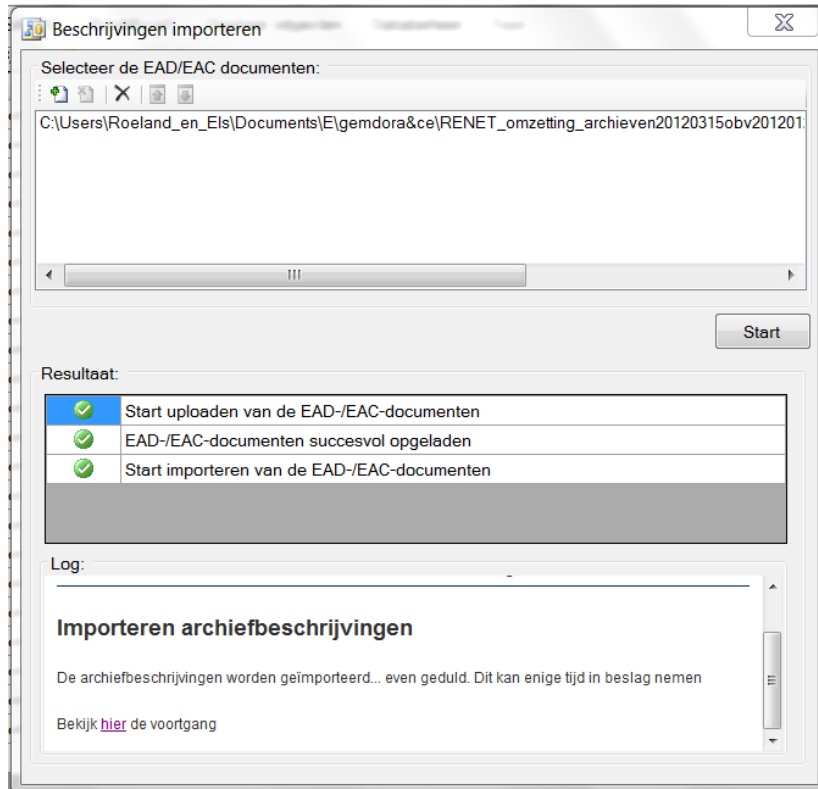 Beschrijvingen importeren
Selecteer de EAD/EAC documenten:
C:\Users\Roeland_en_Els\Documents\E\gemdora&ce\RENET_omzetting_archieven20120315obv201201
Start
Resultaat:
Start uploaden van de EAD-/EAC-documenten
EAD-/EAC-documenten succesvol opgeladen
Start importeren van de EAD-/EAC-documenten
Log:
Importeren archiefbeschrijvingen
De archiefbeschrijvingen worden geïmporteerd... even geduld. Dit kan enige tijd in beslag nemen
Bekijk hier de voortgang